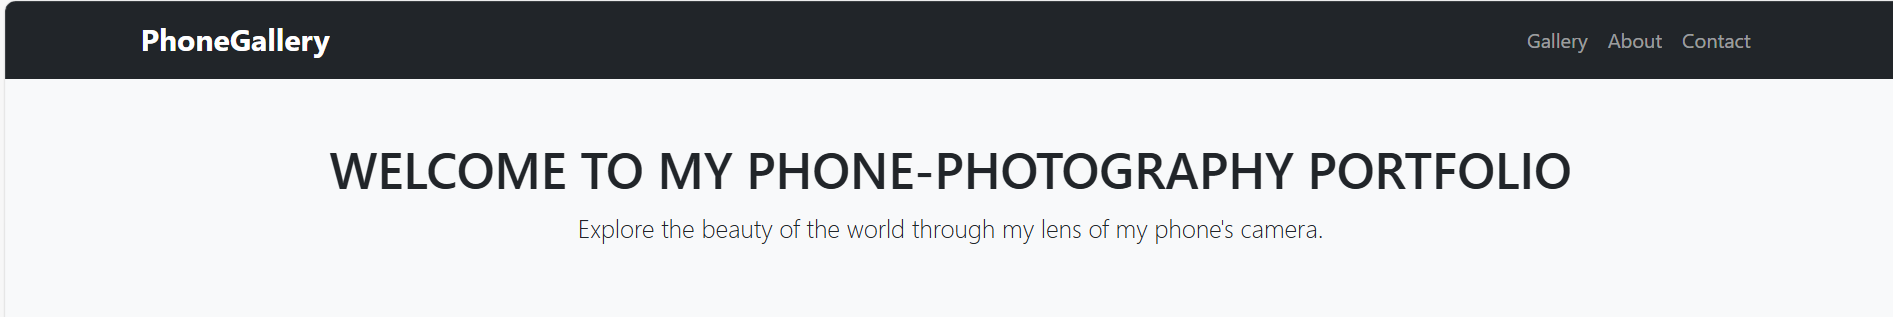 PhoneGallery
Gallery About Contact
WELCOME TO MY PHONE-PHOTOGRAPHY PORTFOLIO
Explore the beauty of the world through my lens of my phone's camera.